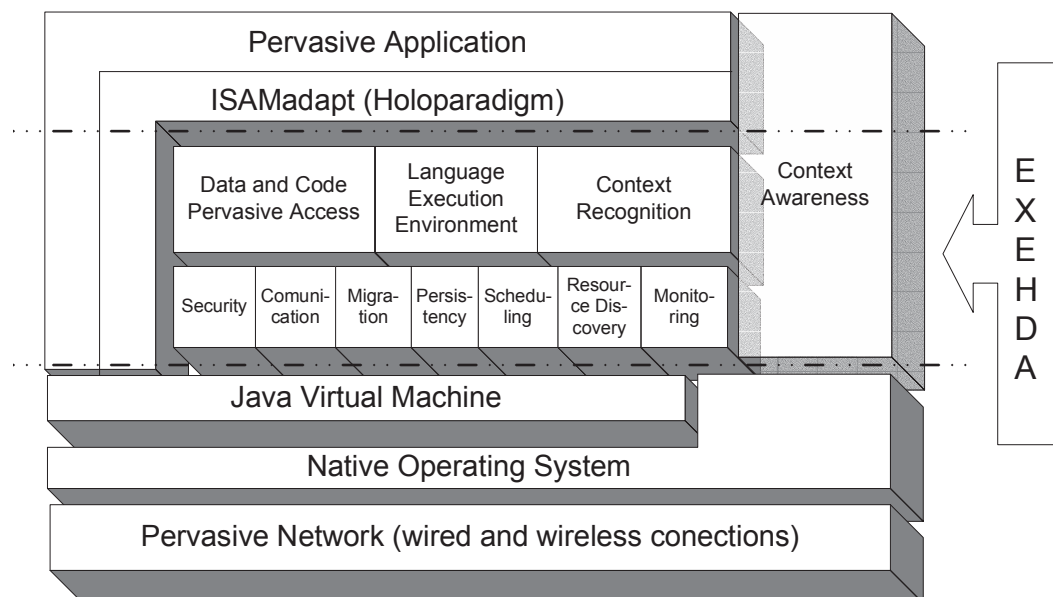 Pervasive Application
ISAMadapt (Holoparadigm)
Data and Code
Pervasive Access
Language
Execution
Environment
Context
Recognition
Context
Awareness
Security
Comuni-
cation
Migra-
tion
Persis-
tency
Schedu-
ling
Resour-
ce Dis-
covery
Monito-
ring
E
X
E
H
D
A
Java Virtual Machine
Native Operating System
Pervasive Network (wired and wireless conections)